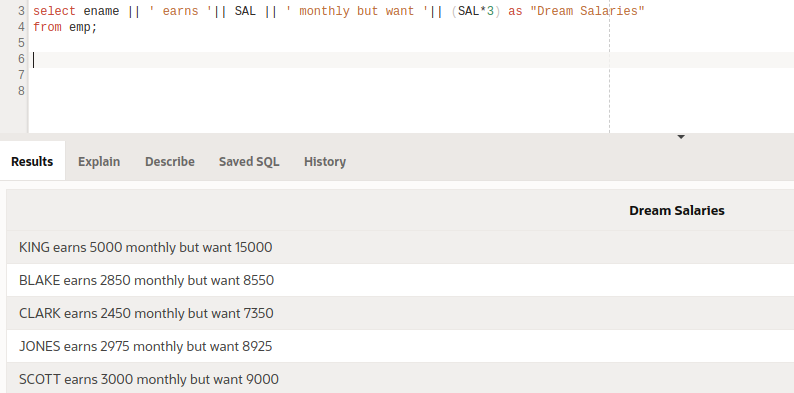 3 select ename || ' earns '|| SAL || ' monthly but want '|| (SAL*3) as "Dream Salaries"
4 from emp;
5
6
7
8
Results Explain Describe Saved SQL History
Dream Salaries
KING earns 5000 monthly but want 15000
BLAKE earns 2850 monthly but want 8550
CLARK earns 2450 monthly but want 7350
JONES earns 2975 monthly but want 8925
SCOTT earns 3000 monthly but want 9000